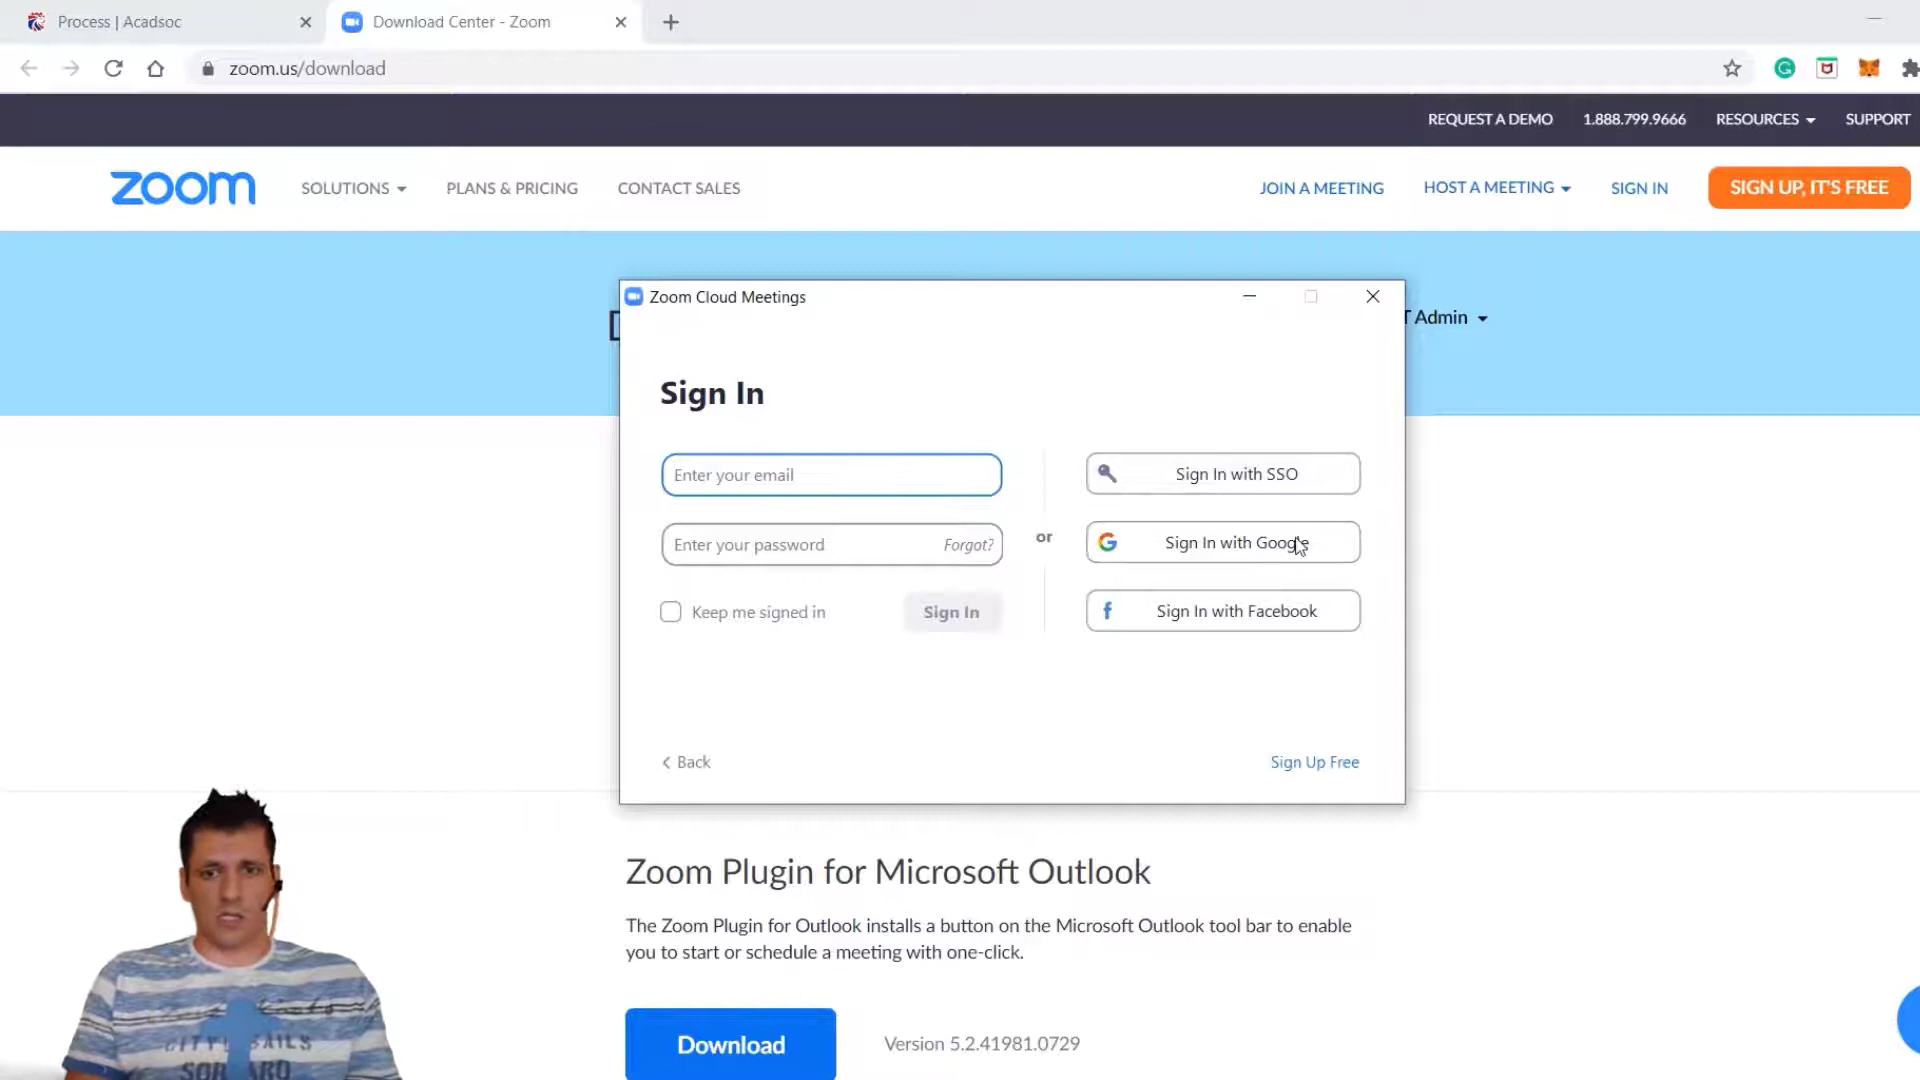 Process | Acadsoc
Download Center - Zoom
zoom.us/download
REQUEST A DEMO 1.888.799.9666 RESOURCES SUPPORT
zoom SOLUTIONS PLANS & PRICING CONTACT SALES JOIN A MEETING HOST A MEETING SIGN IN SIGN UP, IT'S FREE
Zoom Cloud Meetings
Admin
Sign In
Enter your email
Sign In with SSO
Enter your password Forgot?
or
Sign In with Google
Keep me signed in
Sign In
Sign In with Facebook
Back
Sign Up Free
Zoom Plugin for Microsoft Outlook
The Zoom Plugin for Outlook installs a button on the Microsoft Outlook tool bar to enable
you to start or schedule a meeting with one-click.
Download
Version 5.2.41981.0729